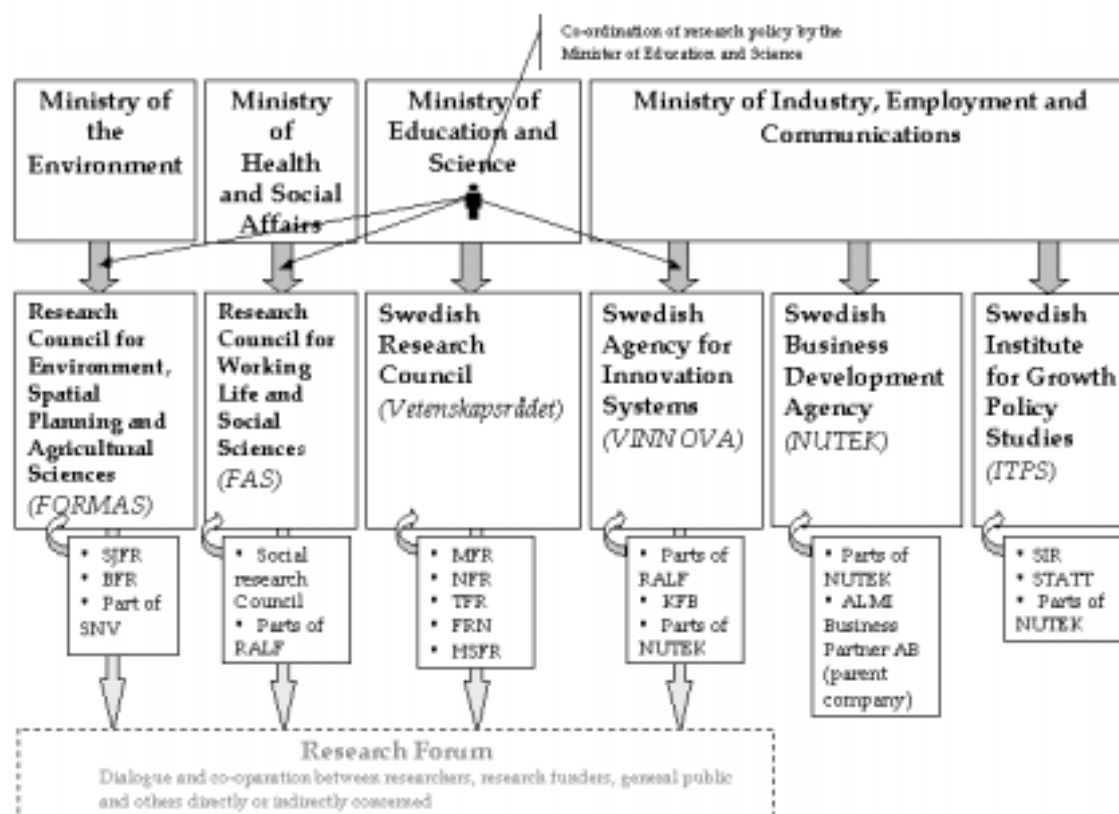 Co-ordination of research policy by the
Minister of Education and Science
Ministry of
the
Environment
Ministry
of
Health
and Social
Affairs
Ministry of
Education and
Science
Ministry of Industry, Employment and
Communications
Research
Council for
Environment,
Spatial
Planning and
Agricultural
Sciences
(FORMAS)
Research
Council for
Working
Life and
Social
Sciences
(FAS)
Swedish
Research
Council
(Vetenskapsrådet)
Swedish
Agency for
Innovation
Systems
(VINNOVA)
Swedish
Business
Development
Agency
(NUTEK)
Swedish
Institute
for Growth
Policy
Studies
(ITPS)
* SJFR
* BFR
* Part of
SNV
* Social
research
Council
* Parts of
RALF
* MFR
* NFR
* TFR
* FRN
* HSFR
* Parts of
RALF
* KFB
* Parts of
NUTEK
* Parts of
NUTEK
* ALMI
Business
Partner AB
(parent
company)
* SIR
* STATT
* Parts of
NUTEK
Research Forum
Dialogue and co-operation between researchers, research funders, general public
and others directly or indirectly concerned